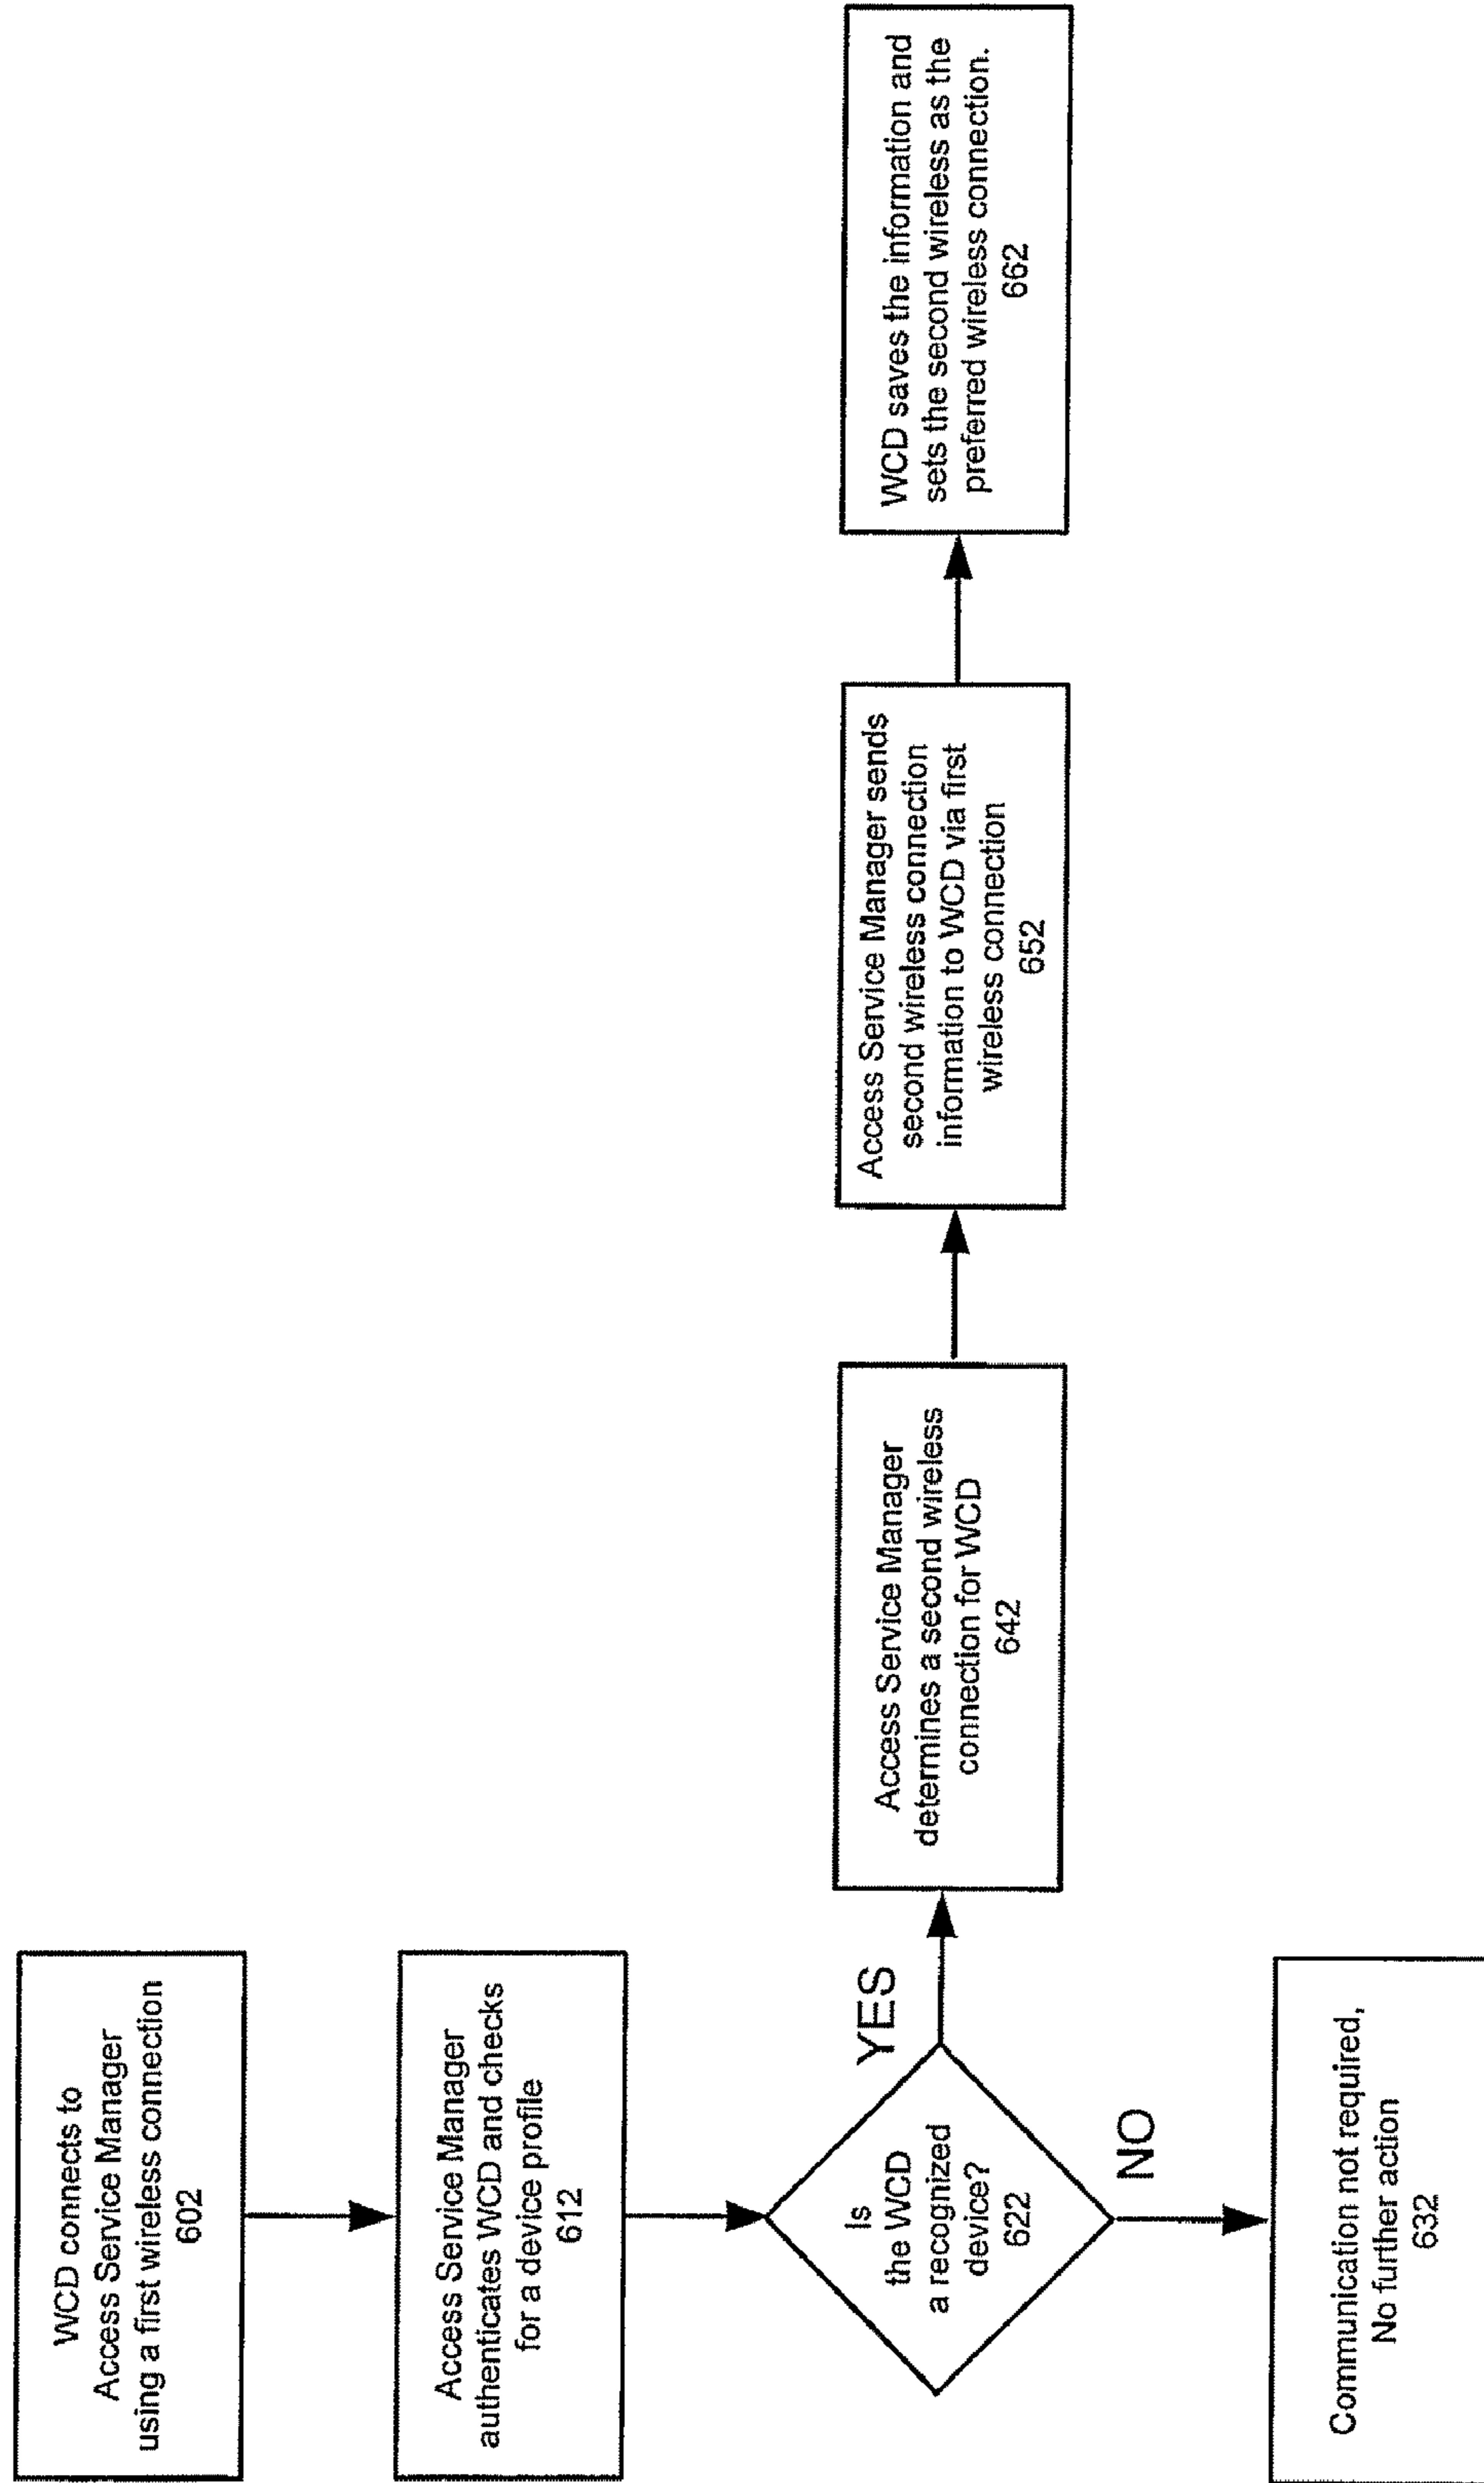 WCD connects to
Access Service Manager
using a first wireless connection
602
Access Service Manager
authenticates WCD and checks
for a device profile
612
Is
the WCD
a recognized
device?
622
YES
NO
Communication not required,
No further action
632
Access Service Manager
determines a second wireless
connection for WCD
642
Access Service Manager sends
second wireless connection
information to WCD via first
wireless connection
652
WCD saves the information and
sets the second wireless as the
preferred wireless connection.
662